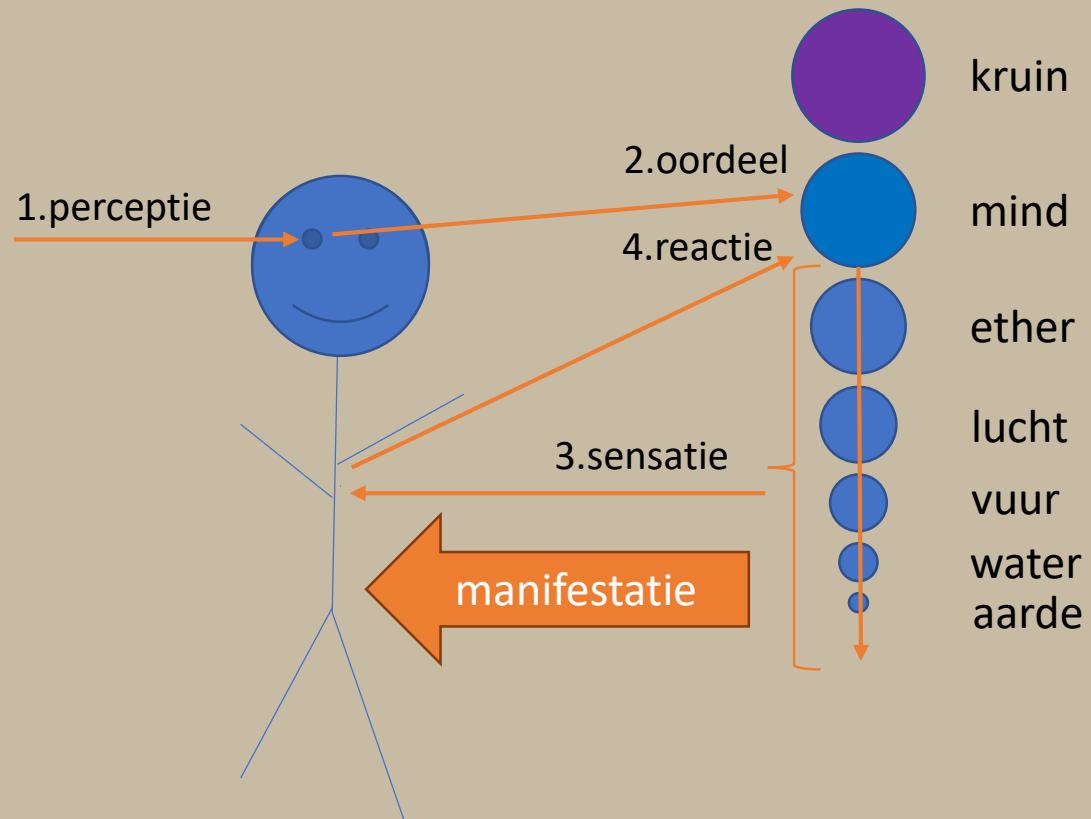 kruin
2.oordeel
1.perceptie
mind
4.reactie
ether
lucht
3.sensatie
vuur
water
manifestatie
aarde